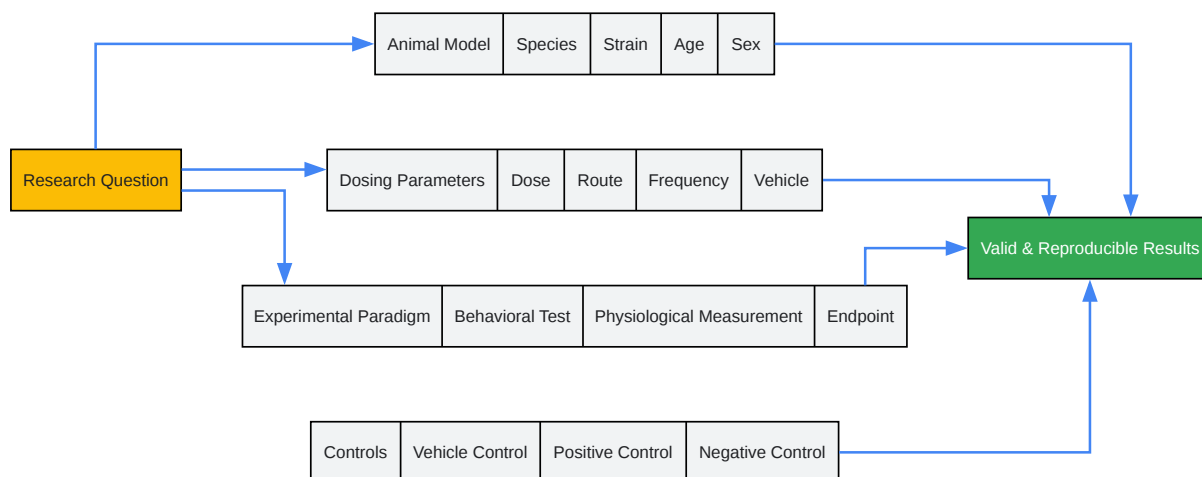 Animal Model Species Strain Age Sex
Research Question
Dosing Parameters Dose Route Frequency Vehicle
Valid & Reproducible Results
Experimental Paradigm Behavioral Test Physiological Measurement Endpoint
Controls Vehicle Control Positive Control Negative Control